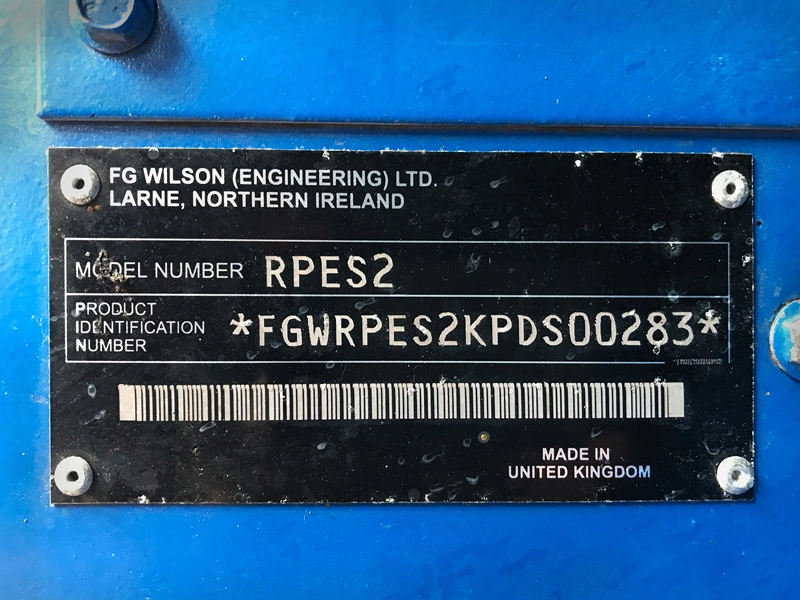 FG WILSON (ENGINEERING) LTD.
LARNE, NORTHERN IRELAND
MODEL NUMBER RPES2
PRODUCT
IDENTIFICATION
NUMBER
*FGWRPES2KPDS00283*
MADE IN
UNITED KINGDOM